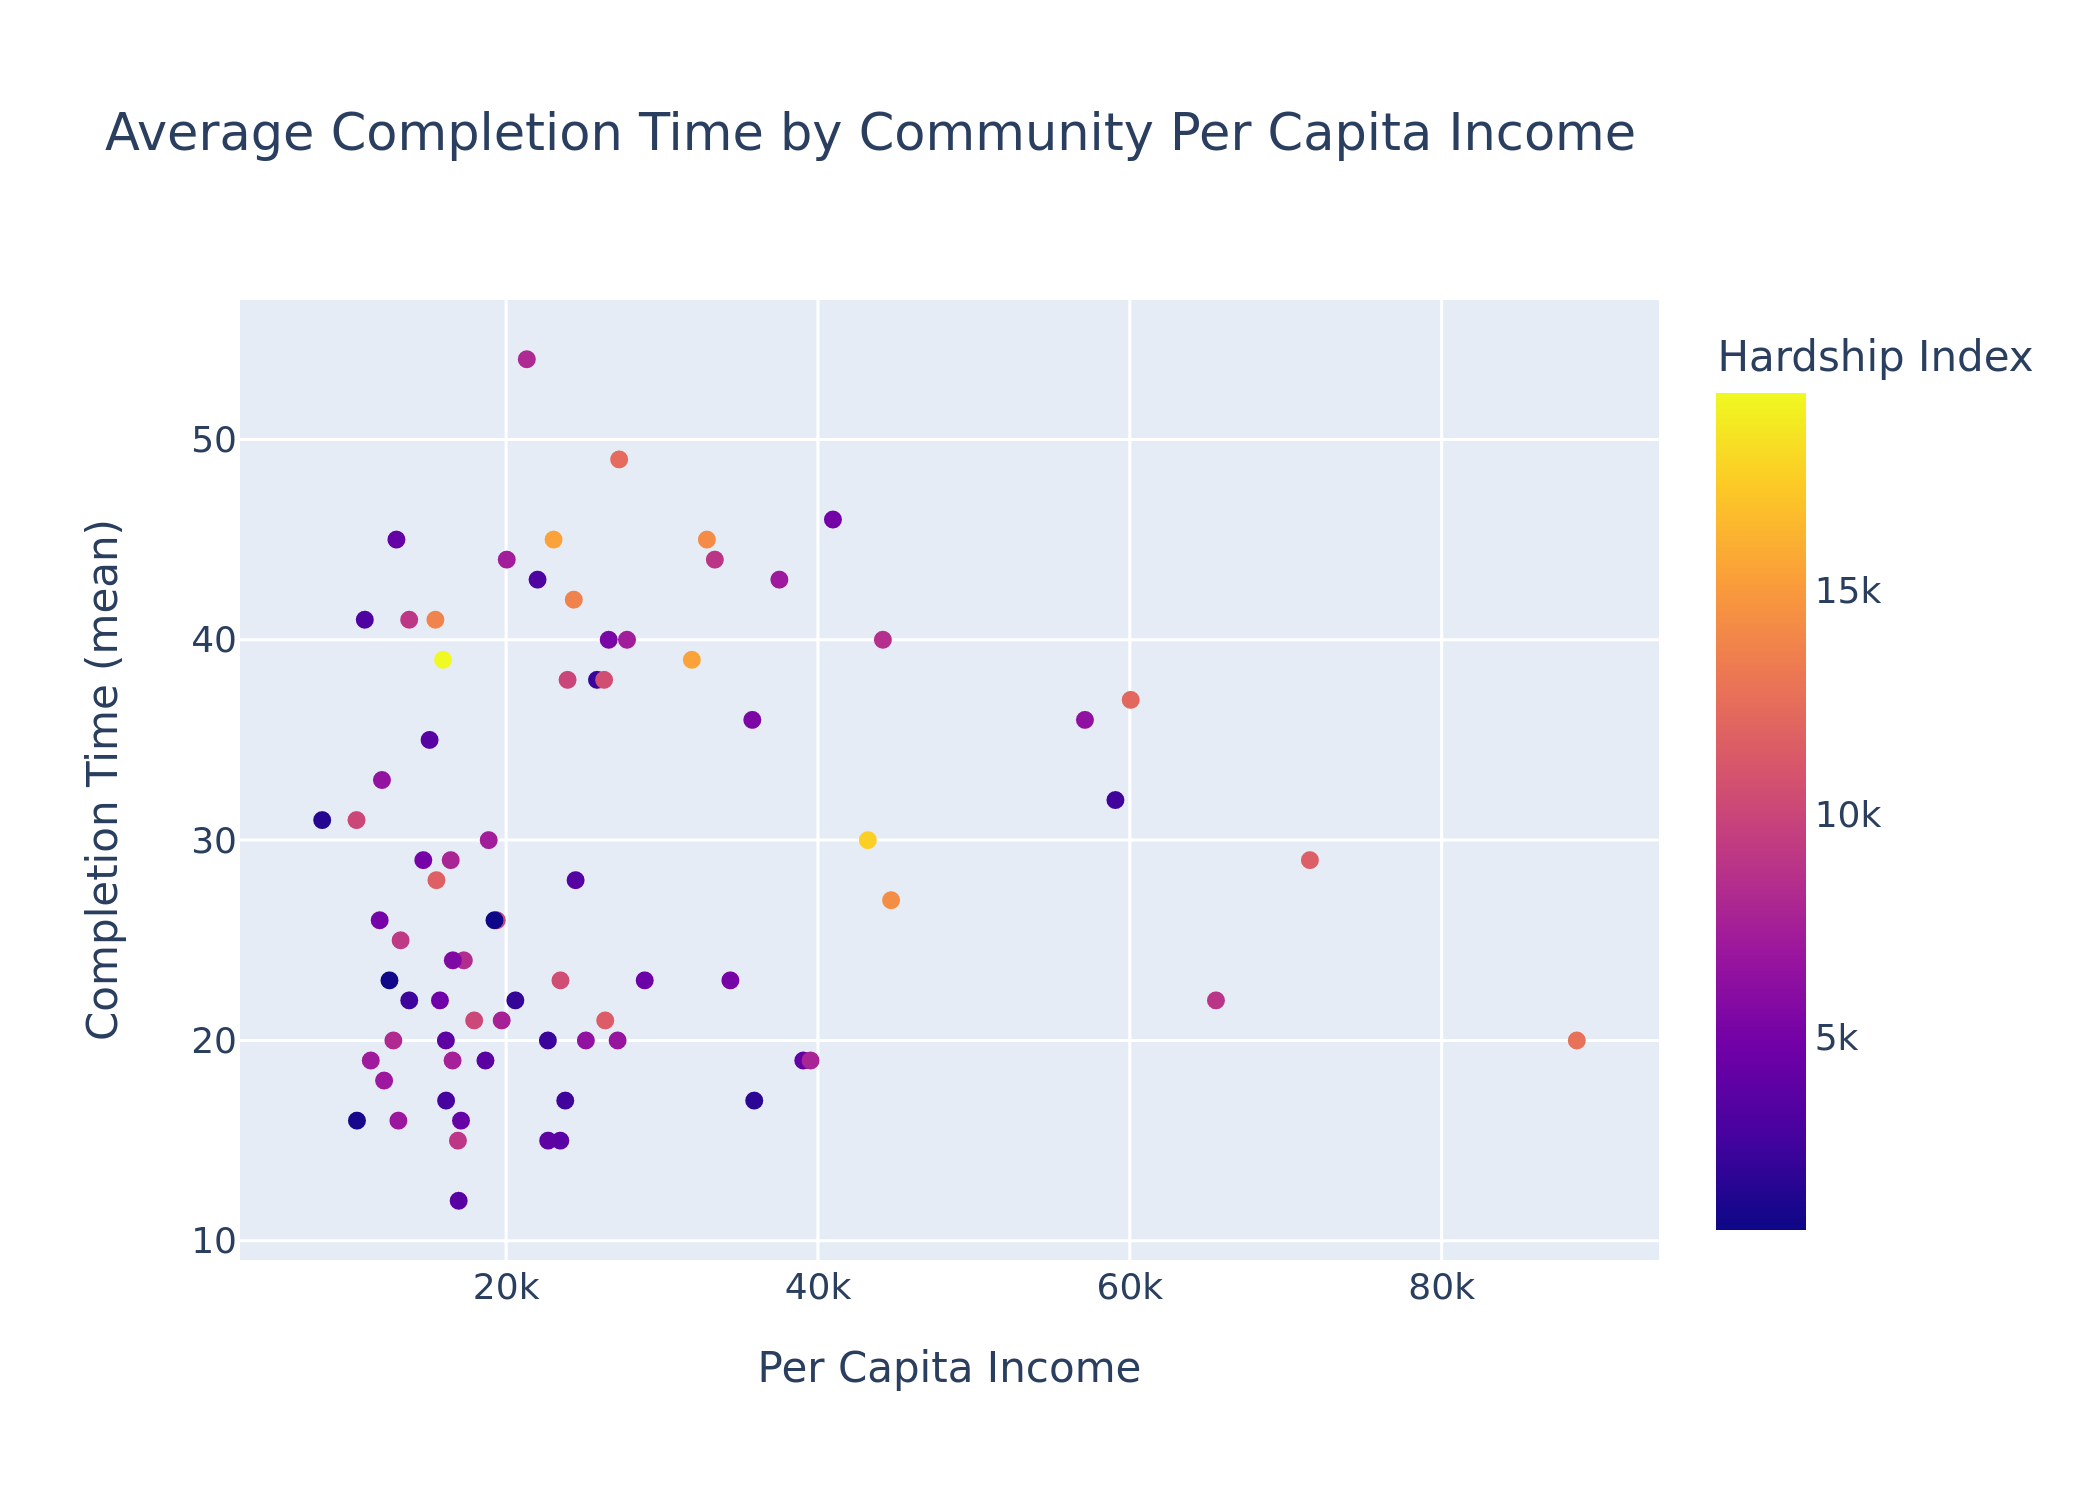 Average Completion Time by Community Per Capita Income
Hardship Index
50
40
30
20
10
Completion Time (mean)
20k
40k
60k
80k
Per Capita Income
15k
10k
5k